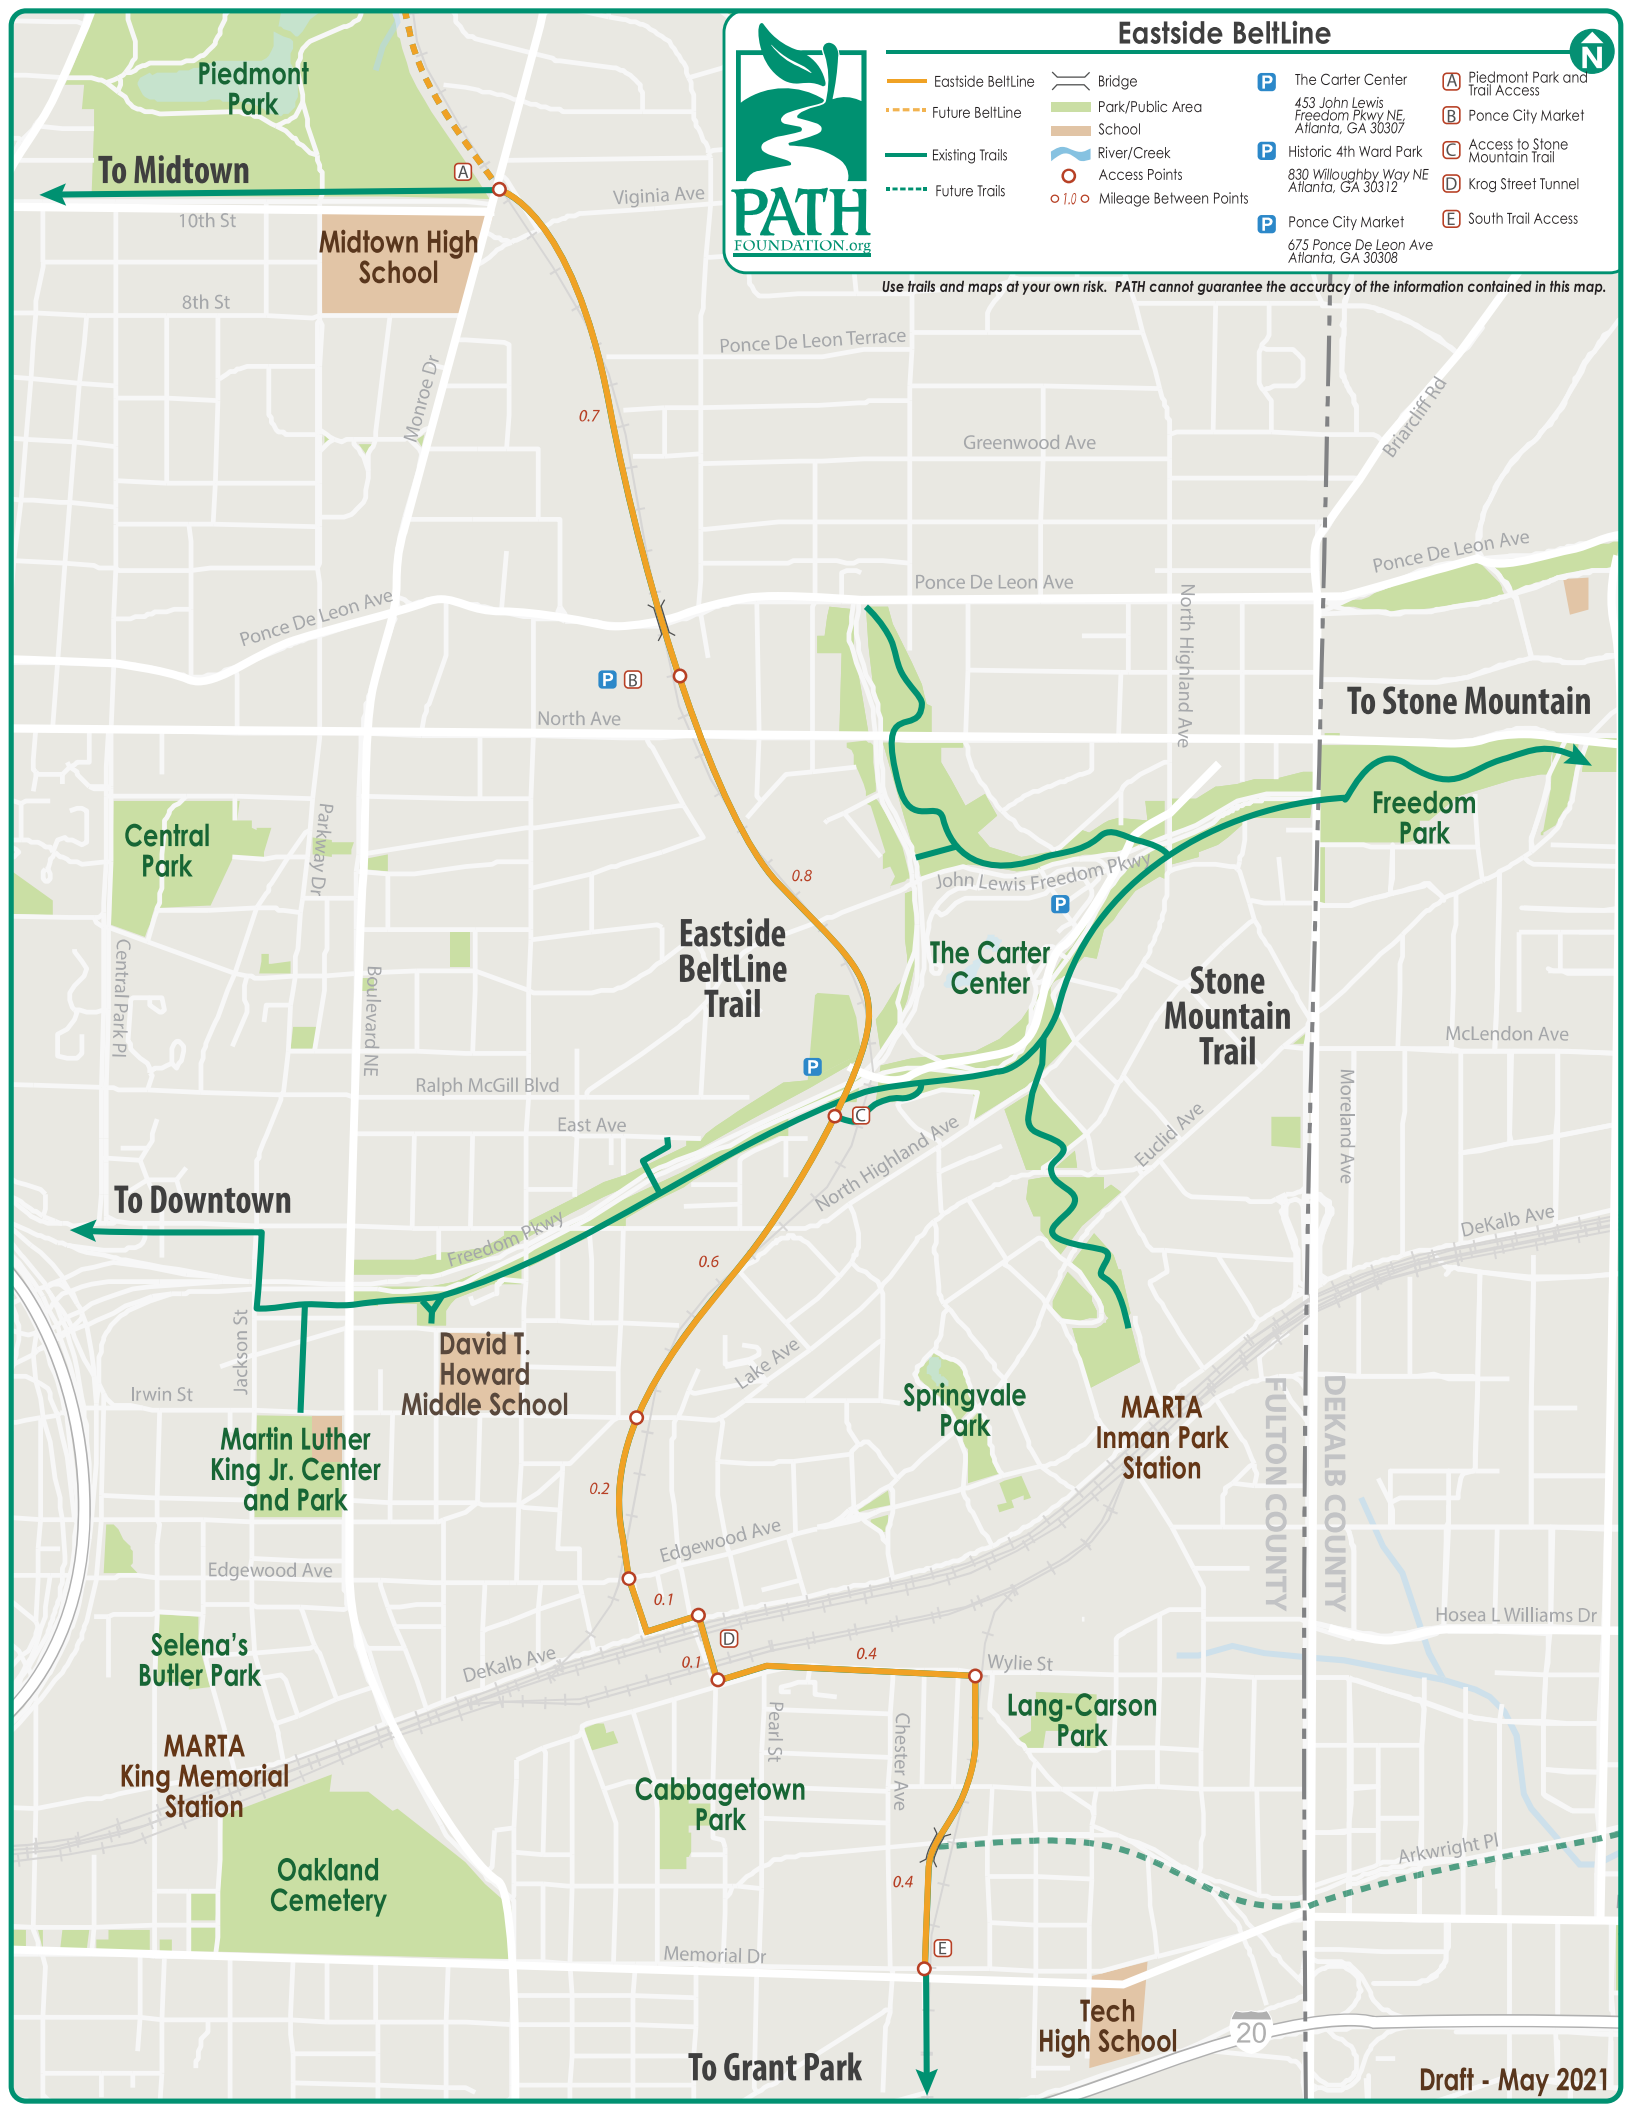 Eastside BeltLine
N
PATH
FOUNDATION.org
Eastside BeltLine
Future BeltLine
Existing Trails
Future Trails
Bridge
Park/Public Area
School
River/Creek
Access Points
1.0 Mileage Between Points
P The Carter Center
453 John Lewis
Freedom Pkwy NE,
Atlanta, GA 30307
P Historic 4th Ward Park
830 Willoughby Way NE
Atlanta, GA 30312
P Ponce City Market
675 Ponce De Leon Ave
Atlanta, GA 30308
A Piedmont Park and
Trail Access
B Ponce City Market
C Access to Stone
Mountain Trail
D Krog Street Tunnel
E South Trail Access
Use trails and maps at your own risk. PATH cannot guarantee the accuracy of the information contained in this map.
Piedmont
Park
To Midtown
A
Virginia Ave
10th St
Midtown High
School
8th St
Ponce De Leon Terrace
Monroe Dr
0.7
Briarcliff Rd
Greenwood Ave
Ponce De Leon Ave
Ponce De Leon Ave
Ponce De Leon Ave
North Highland Ave
P
B
North Ave
To Stone Mountain
Freedom
Park
Central
Park
Parkway Dr
0.8
John Lewis Freedom Pkwy
P
Eastside
BeltLine
Trail
The Carter
Center
Stone
Mountain
Trail
Central Park Pl
Boulevard NE
McLendon Ave
P
Ralph McGill Blvd
East Ave
C
North Highland Ave
Euclid Ave
Moreland Ave
To Downtown
Freedom Pkwy
DeKalb Ave
0.6
Jackson St
David T.
Howard
Middle School
Lake Ave
Irwin St
Springvale
Park
MARTA
Inman Park
Station
FULTON COUNTY
DEKALB COUNTY
Martin Luther
King Jr. Center
and Park
0.2
Edgewood Ave
Edgewood Ave
0.1
Hosea L Williams Dr
D
Selena's
Butler Park
DeKalb Ave
0.1
0.4
Wylie St
Lang-Carson
Park
Pearl St
Chester Ave
MARTA
King Memorial
Station
Cabbagetown
Park
Arkwright Pl
Oakland
Cemetery
0.4
E
Memorial Dr
Tech
High School
20
To Grant Park
Draft - May 2021